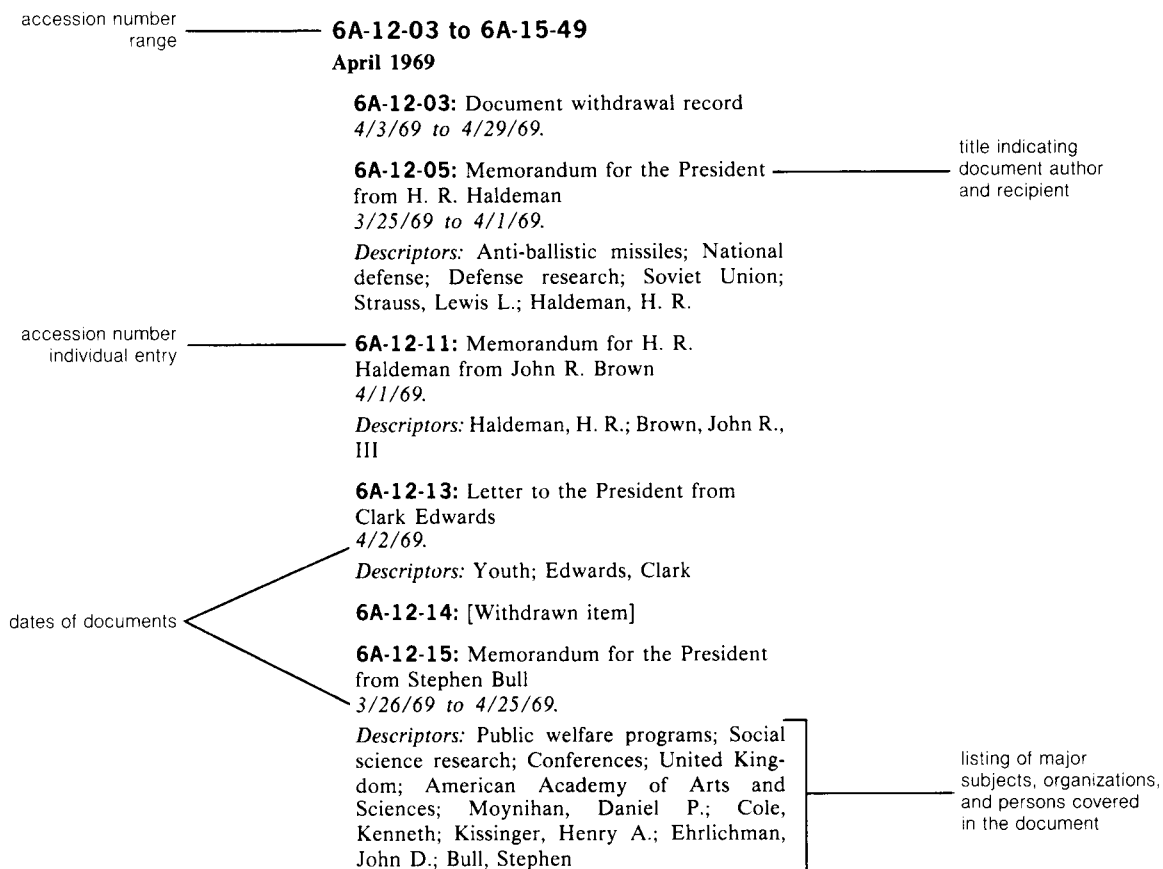 accession number
range
6A-12-03 to 6A-15-49
April 1969
6A-12-03: Document withdrawal record
4/3/69 to 4/29/69.
6A-12-05: Memorandum for the President
from H. R. Haldeman
3/25/69 to 4/1/69.
title indicating
document author
and recipient
Descriptors: Anti-ballistic missiles; National
defense; Defense research; Soviet Union;
Strauss, Lewis L.; Haldeman, H. R.
accession number
individual entry
6A-12-11: Memorandum for H. R.
Haldeman from John R. Brown
4/1/69.
Descriptors: Haldeman, H. R.; Brown, John R.,
III
6A-12-13: Letter to the President from
Clark Edwards
4/2/69.
Descriptors: Youth; Edwards, Clark
dates of documents
6A-12-14: [Withdrawn item]
6A-12-15: Memorandum for the President
from Stephen Bull
3/26/69 to 4/25/69.
Descriptors: Public welfare programs; Social
science research; Conferences; United King-
dom; American Academy of Arts and
Sciences; Moynihan, Daniel P.; Cole,
Kenneth; Kissinger, Henry A.; Ehrlichman,
John D.; Bull, Stephen
listing of major
subjects, organizations,
and persons covered
in the document